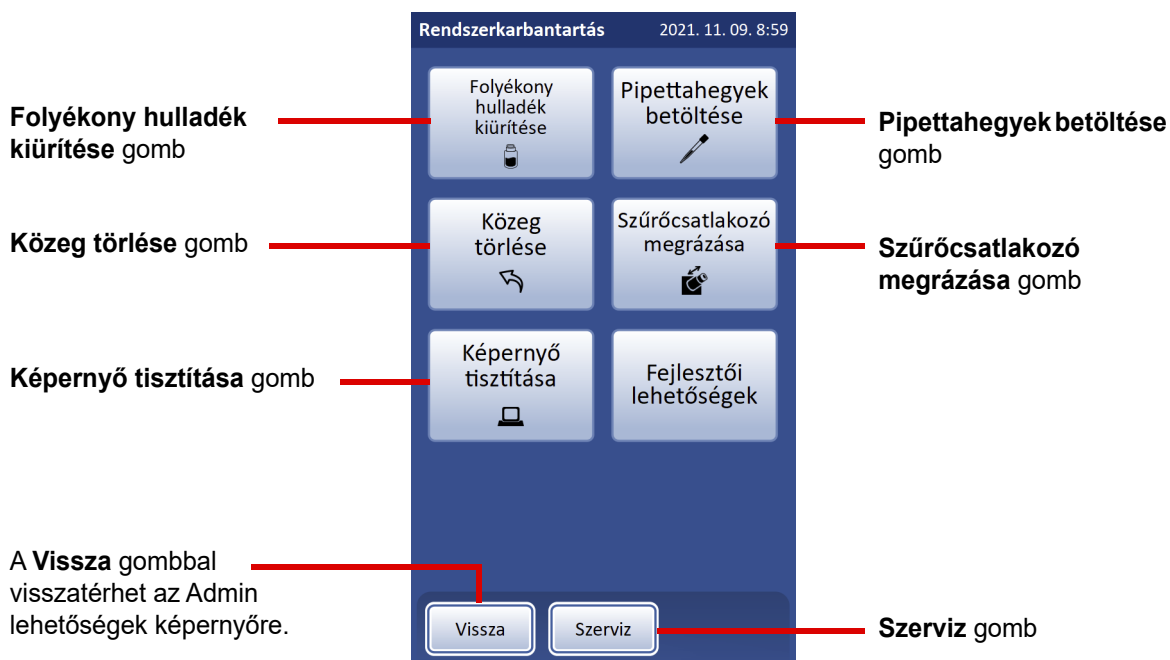 Rendszerkarbantartás 2021. 11. 09. 8:59
Folyékony hulladék
kiürítése gomb
Folyékony
hulladék
kiürítése
Pipettahegyek
betöltése
Pipettahegyek betöltése
gomb
Közeg törlése gomb
Közeg
törlése
Szűrőcsatlakozó
megrázása
Szűrőcsatlakozó
megrázása gomb
Képernyő tisztítása gomb
Képernyő
tisztítása
Fejlesztői
lehetőségek
A Vissza gombbal
visszatérhet az Admin
lehetőségek képernyőre.
Vissza
Szerviz
Szerviz gomb